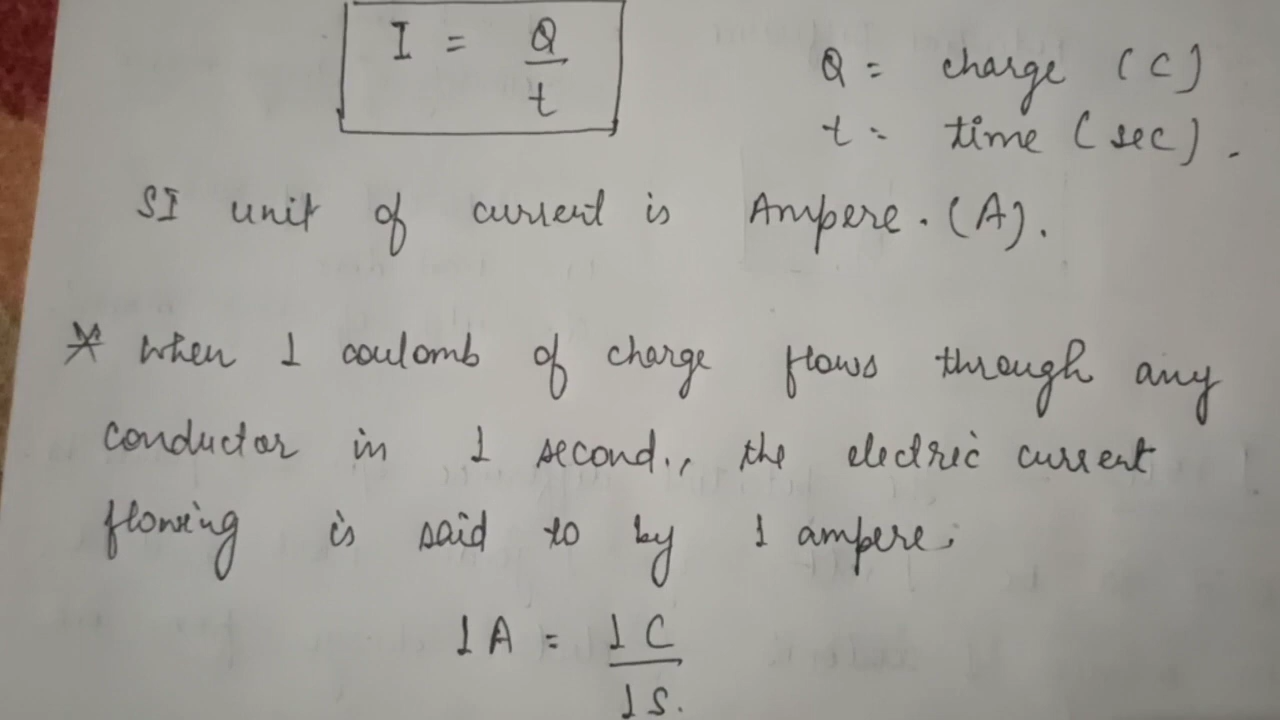 I = Q/t
Q = charge (C)
t = time (sec).
SI unit of current is Ampere. (A).
* When 1 coulomb of charge flows through any
conductor in 1 second., the electric current
flowing is said to by 1 ampere.
1 A = 1 C / 1 S.